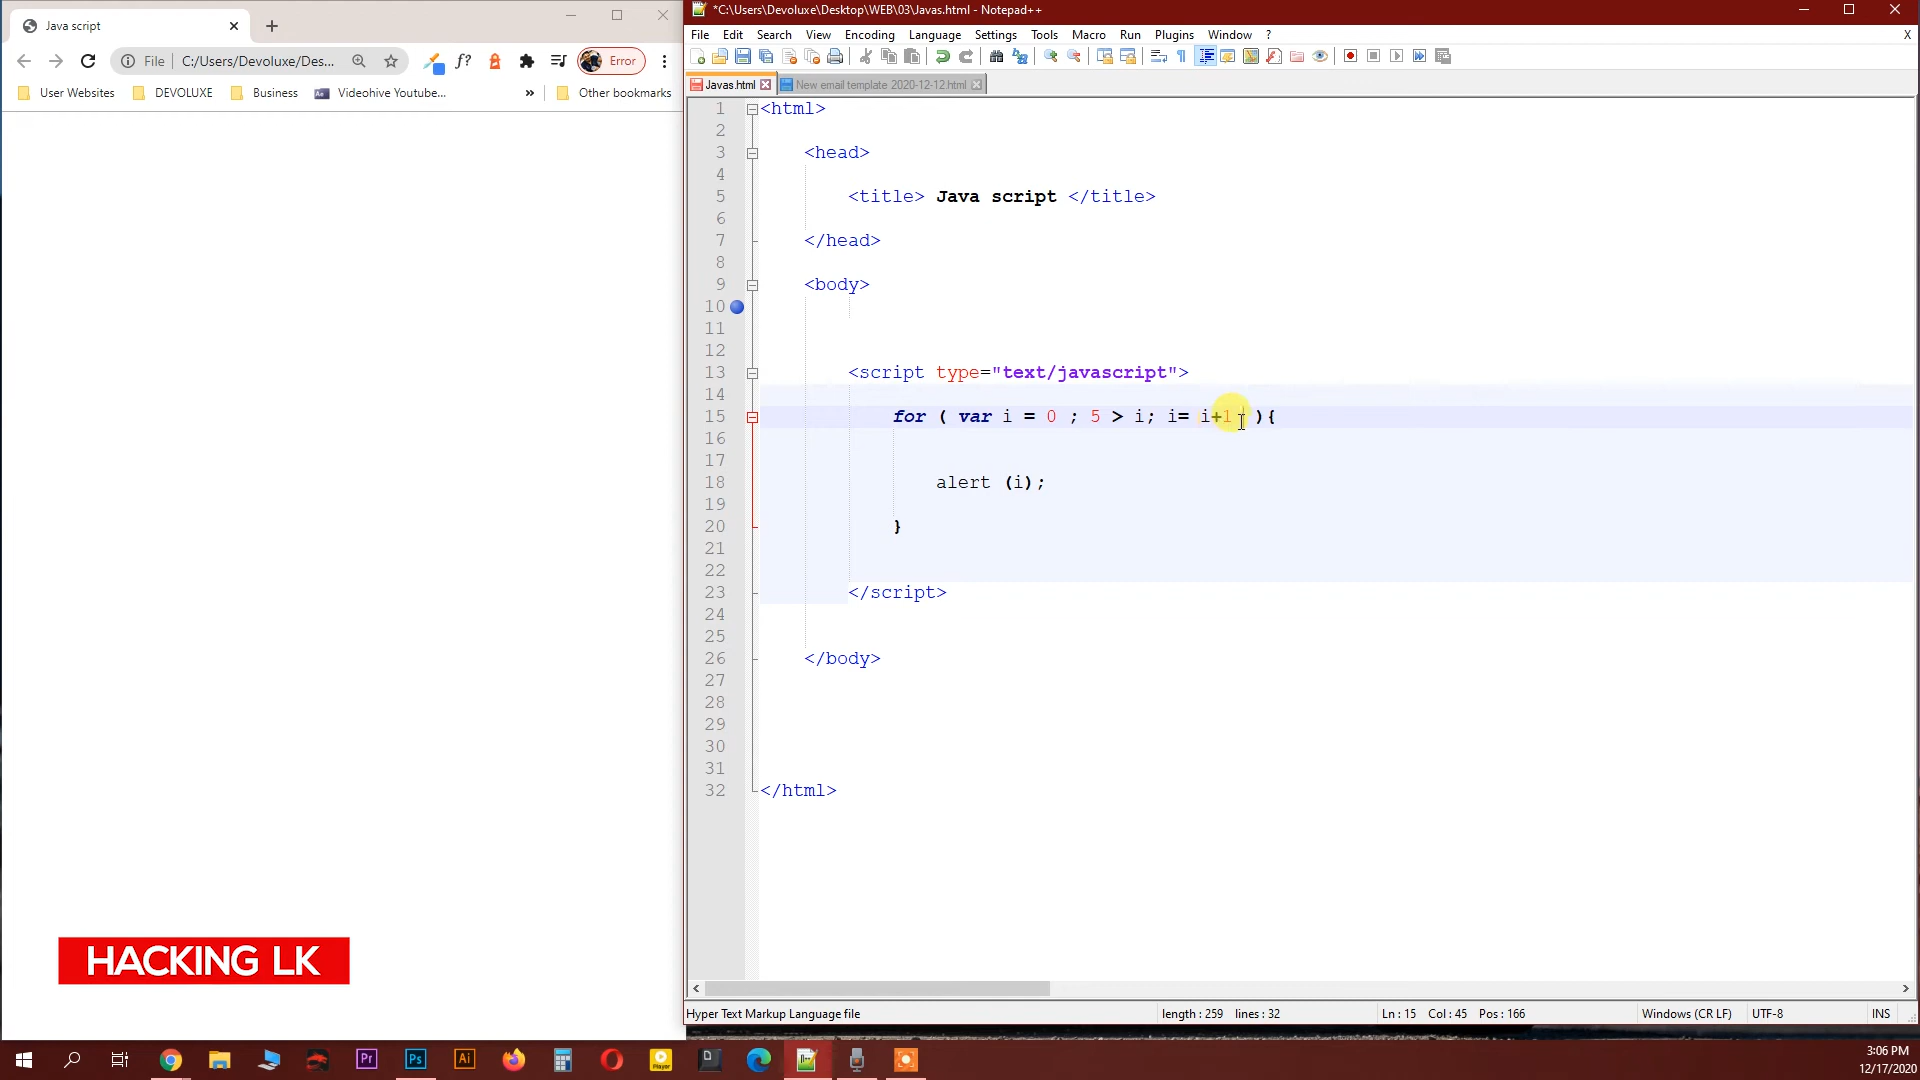 Java script
File
C:/Users/Devoluxe/Des...
Error
User Websites
DEVOLUXE
Business
Videohive Youtube...
»
Other bookmarks
HACKING LK
*C:\Users\Devoluxe\Desktop\WEB\03\Javas.html - Notepad++
File Edit Search View Encoding Language Settings Tools Macro Run Plugins Window ?
X
Javas.html
New email template 2020-12-12.html
1 <html>
2
3 <head>
4
5 <title> Java script </title>
6
7 </head>
8
9 <body>
10
11
12
13 <script type="text/javascript">
14
15 for ( var i = 0 ; 5 > i; i= i+1 ){
16
17
18 alert (i);
19
20 }
21
22
23 </script>
24
25
26 </body>
27
28
29
30
31
32 </html>
Hyper Text Markup Language file
length : 259 lines : 32
Ln : 15 Col : 45 Pos : 166
Windows (CR LF)
UTF-8
INS
Pr
Ps
Ai
Player
3:06 PM
12/17/2020